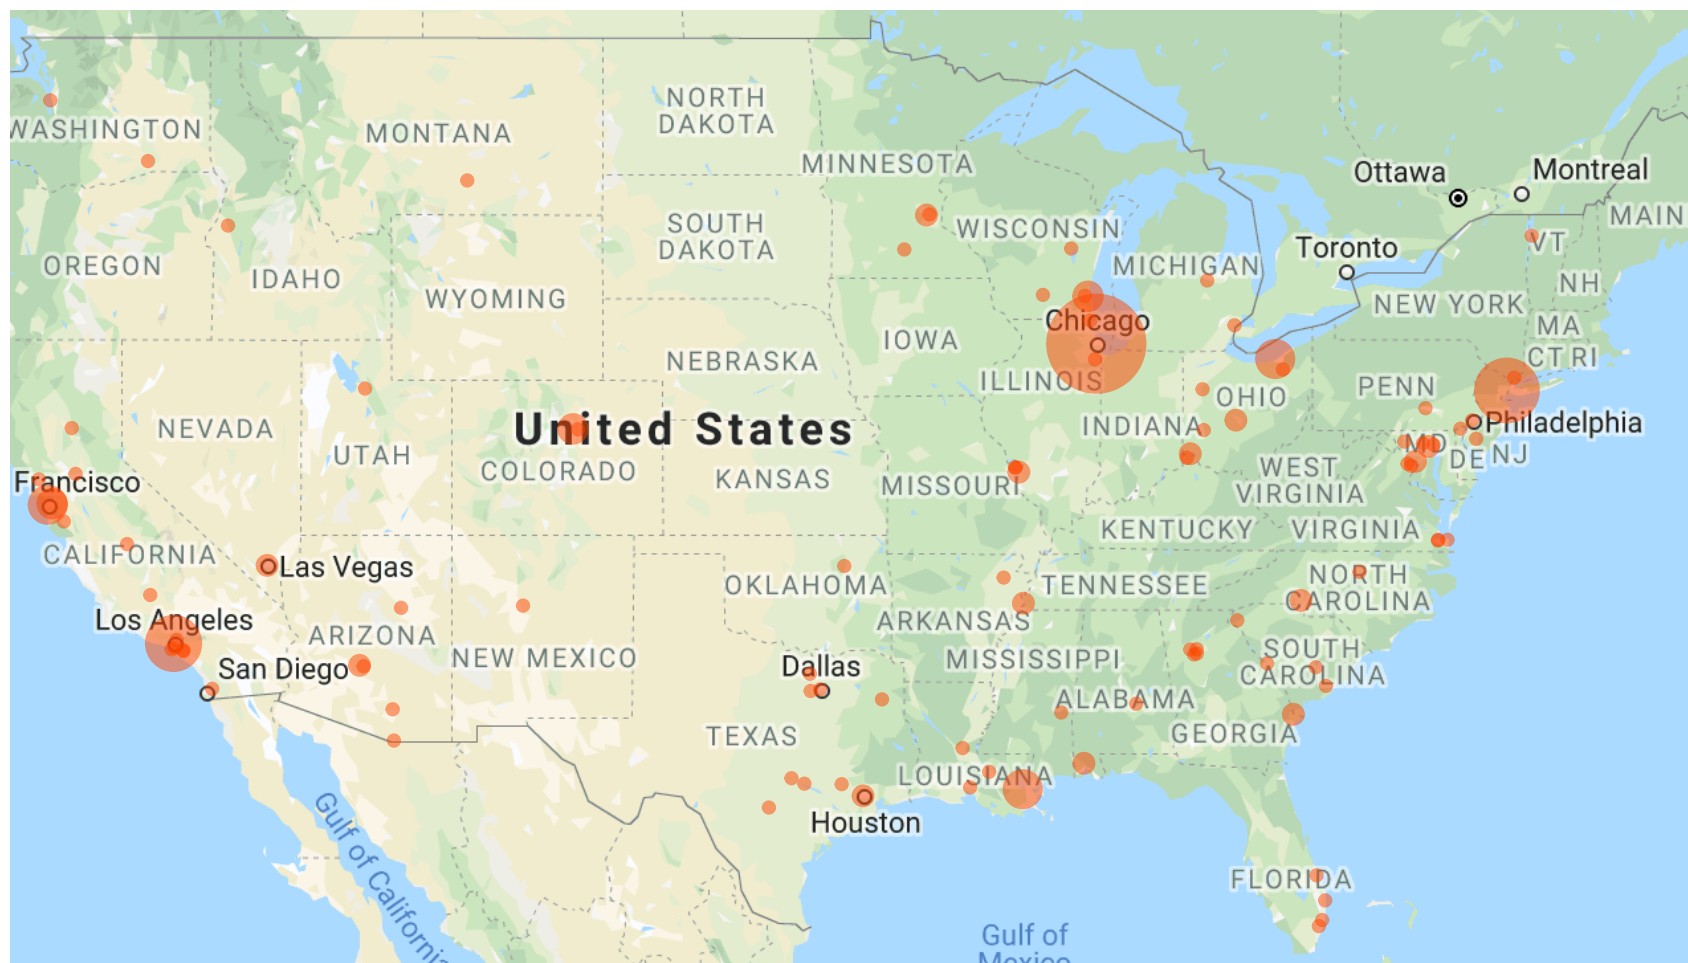 NORTH
DAKOTA
WASHINGTON
MONTANA
MINNESOTA
Ottawa
Montreal
MAIN
SOUTH
DAKOTA
WISCONSIN
VT
OREGON
IDAHO
MICHIGAN
Toronto
NH
WYOMING
NEW YORK
Chicago
MA
IOWA
CT RI
NEBRASKA
ILLINOIS
OHIO
PENN
NEVADA
United States
INDIANA
Philadelphia
UTAH
COLORADO
MD
DE
NJ
KANSAS
MISSOURI
WEST
VIRGINIA
Francisco
CALIFORNIA
KENTUCKY
VIRGINIA
Las Vegas
OKLAHOMA
TENNESSEE
NORTH
CAROLINA
Los Angeles
ARIZONA
ARKANSAS
NEW MEXICO
MISSISSIPPI
SOUTH
CAROLINA
San Diego
Dallas
ALABAMA
TEXAS
GEORGIA
LOUISIANA
Houston
Gulf of California
FLORIDA
Gulf of
Mexico